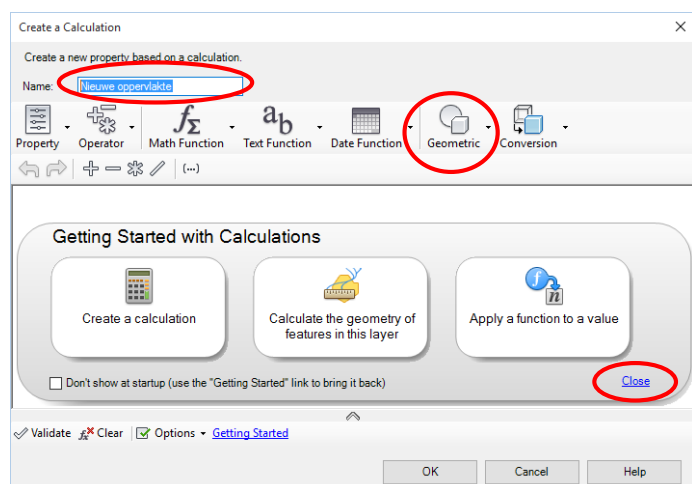 Create a Calculation
Create a new property based on a calculation.
Name: Nieuwe oppervlakte
Property Operator Math Function Text Function Date Function Geometric Conversion
(...)
Getting Started with Calculations
Create a calculation
Calculate the geometry of
features in this layer
Apply a function to a value
Don't show at startup (use the "Getting Started" link to bring it back)
Close
Validate Clear Options Getting Started
OK Cancel Help